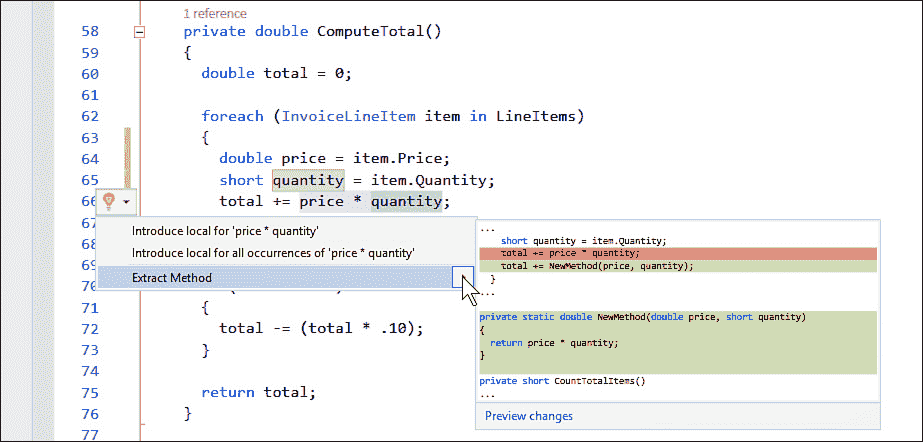 1 reference
58 private double ComputeTotal()
59 {
60 double total = 0;
61
62 foreach (InvoiceLineItem item in LineItems)
63 {
64 double price = item.Price;
65 short quantity = item.Quantity;
66 total += price * quantity;
67
Introduce local for 'price * quantity'
68
Introduce local for all occurrences of 'price * quantity'
69
Extract Method
70
71 {
72 total -= (total * .10);
73 }
74
75 return total;
76 }
77
...
short quantity = item.Quantity;
total += price * quantity;
total += NewMethod(price, quantity);
}
...
private static double NewMethod(double price, short quantity)
{
return price * quantity;
}
private short CountTotalItems()
...
Preview changes